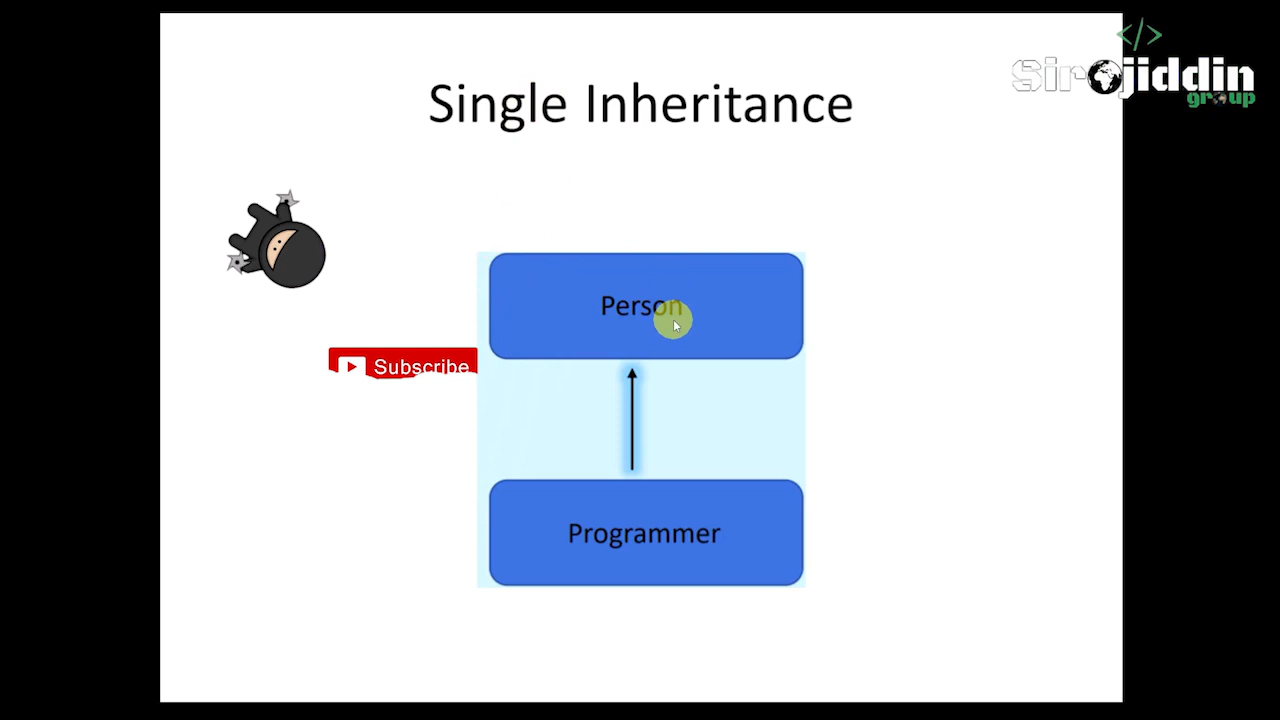 </>
Sirojiddin
group
Single Inheritance
Person
Subscribe
Programmer